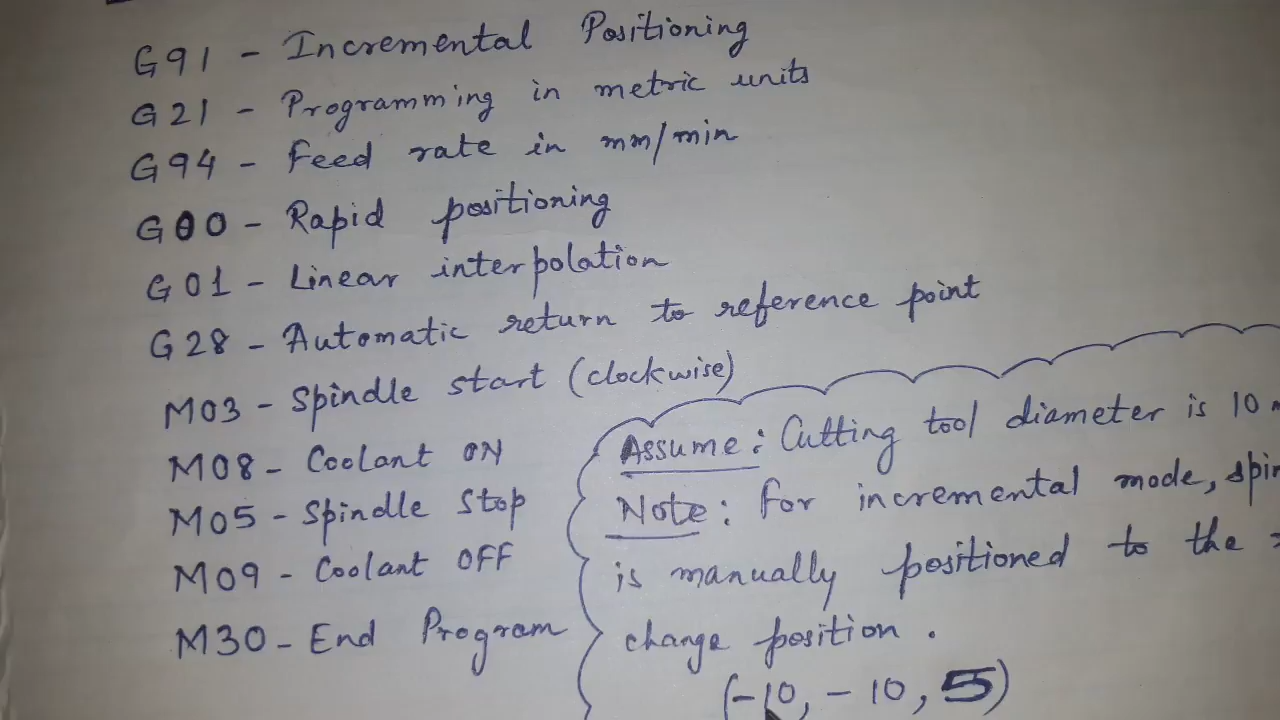 G91 - Incremental Positioning
G21 - Programming in metric units
G94 - Feed rate in mm/min
G00 - Rapid positioning
G01 - Linear interpolation
G28 - Automatic return to reference point
M03 - Spindle start (clockwise)
M08 - Coolant ON
M05 - Spindle Stop
M09 - Coolant OFF
M30 - End Program
Assume: Cutting tool diameter is 10
Note: For incremental mode,
is manually positioned to the
change position.
(-10, -10, 5)